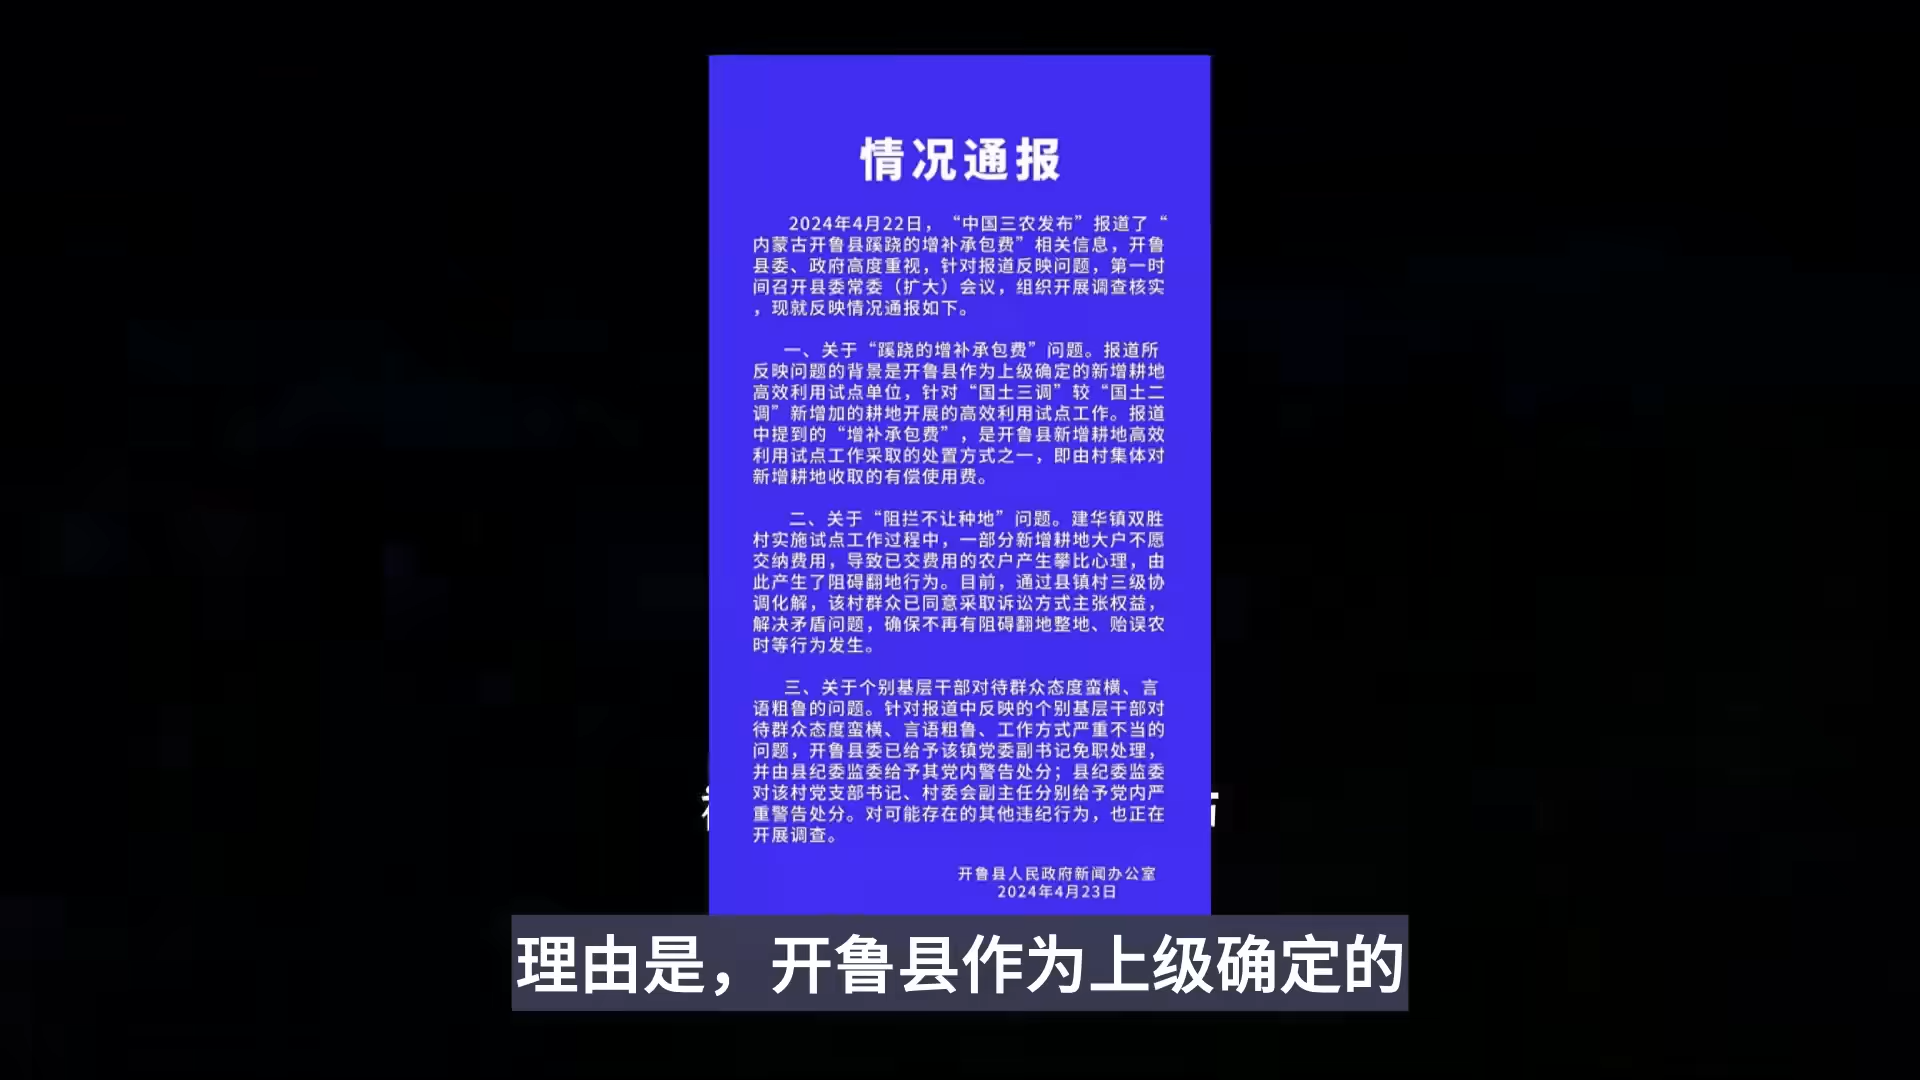 情况通报
2024年4月22日，“中国三农发布”报道了“
内蒙古开鲁县蹊跷的增补承包费”相关信息，开鲁
县委、政府高度重视，针对报道反映问题，第一时
间召开县委常委（扩大）会议，组织开展调查核实
，现就反映情况通报如下。
一、关于“蹊跷的增补承包费”问题。报道所
反映问题的背景是开鲁县作为上级确定的新增耕地
高效利用试点单位，针对“国土三调”较“国土二
调”新增加的耕地开展的高效利用试点工作。报道
中提到的“增补承包费”，是开鲁县新增耕地高效
利用试点工作采取的处置方式之一，即由村集体对
新增耕地收取的有偿使用费。
二、关于“阻拦不让种地”问题。建华镇双胜
村实施试点工作过程中，一部分新增耕地大户不愿
交纳费用，导致已交费用的农户产生攀比心理，由
此产生了阻碍翻地行为。目前，通过县镇村三级协
调化解，该村群众已同意采取诉讼方式主张权益，
解决矛盾问题，确保不再有阻碍翻地整地、贻误农
时等行为发生。
三、关于个别基层干部对待群众态度蛮横、言
语粗鲁的问题。针对报道中反映的个别基层干部对
待群众态度蛮横、言语粗鲁、工作方式严重不当的
问题，开鲁县委已给予该镇党委副书记免职处理，
并由县纪委监委给予其党内警告处分；县纪委监委
对该村党支部书记、村委会副主任分别给予党内严
重警告处分。对可能存在的其他违纪行为，也正在
开展调查。
开鲁县人民政府新闻办公室
2024年4月23日
理由是，开鲁县作为上级确定的